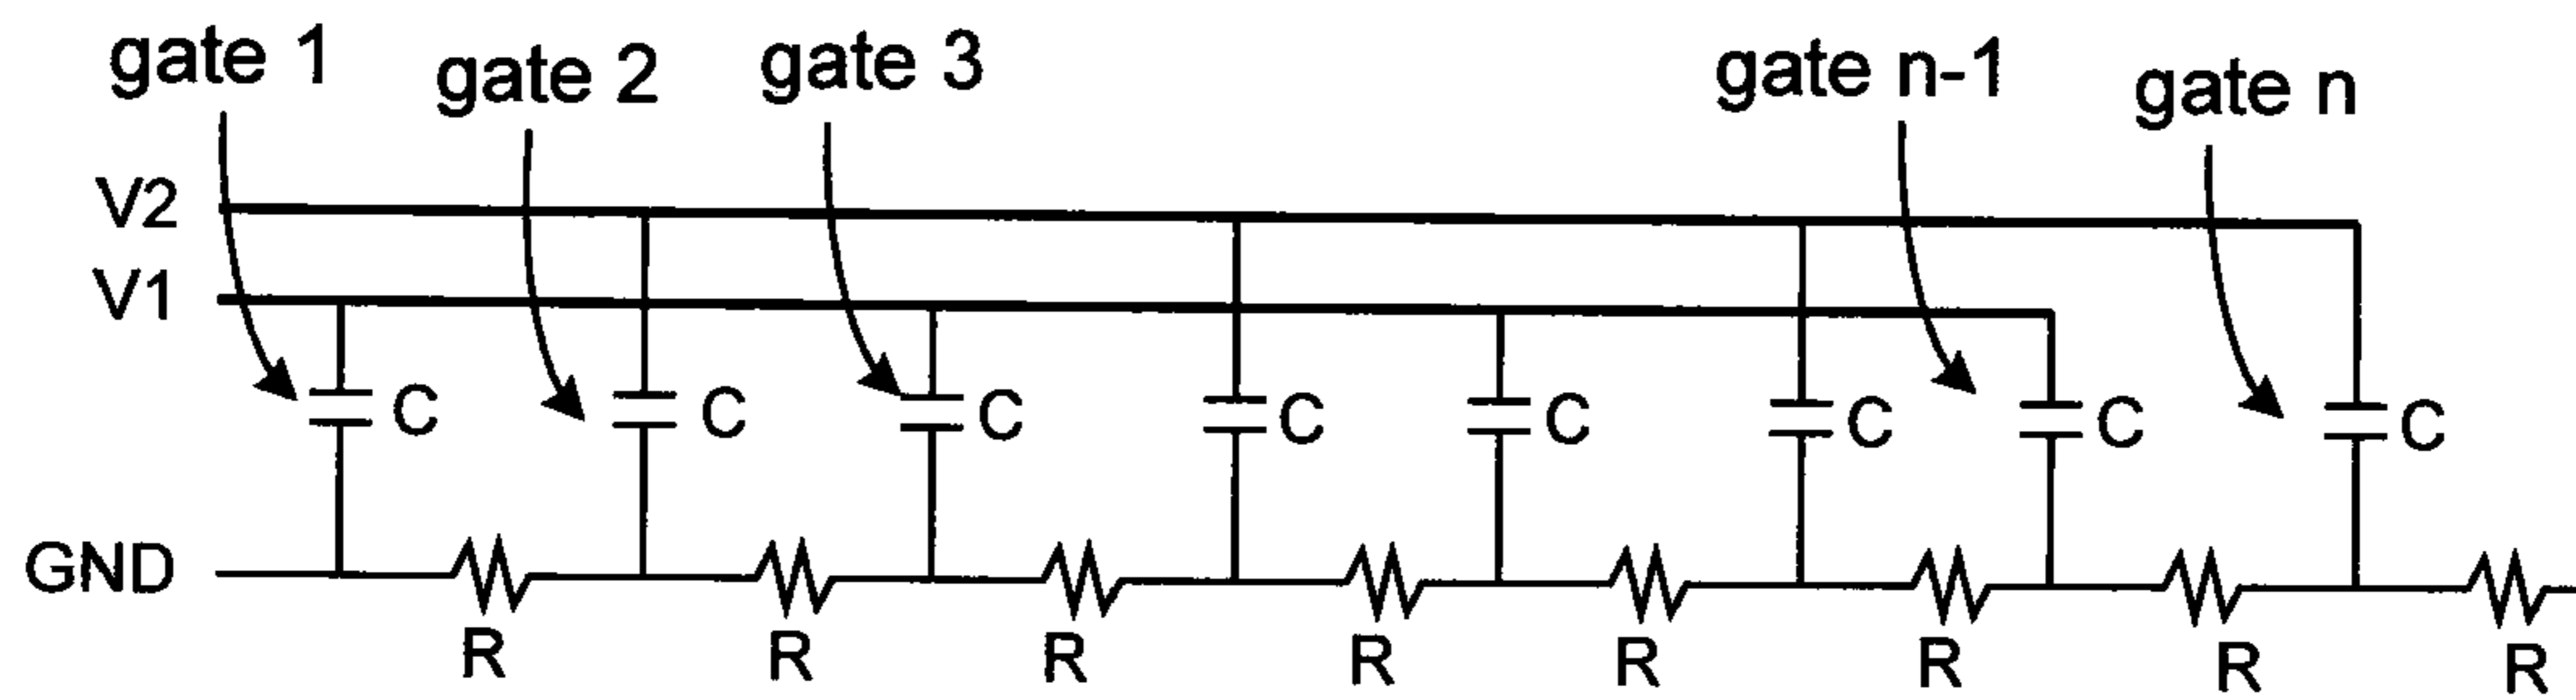 gate 1 gate 2 gate 3 gate n-1 gate n
V2
V1
C C C C C C C C
GND
R R R R R R R R